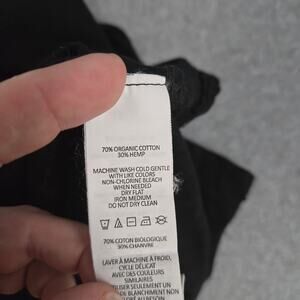 70% ORGANIC COTTON
30% HEMP
MACHINE WASH COLD GENTLE
WITH LIKE COLORS
NON-CHLORINE BLEACH
WHEN NEEDED
DRY FLAT
IRON MEDIUM
DO NOT DRY CLEAN
70% COTON BIOLOGIQUE
30% CHANVRE
LAVER À MACHINE À FROID,
CYCLE DÉLICAT
AVEC DES COULEURS
SIMILAIRES